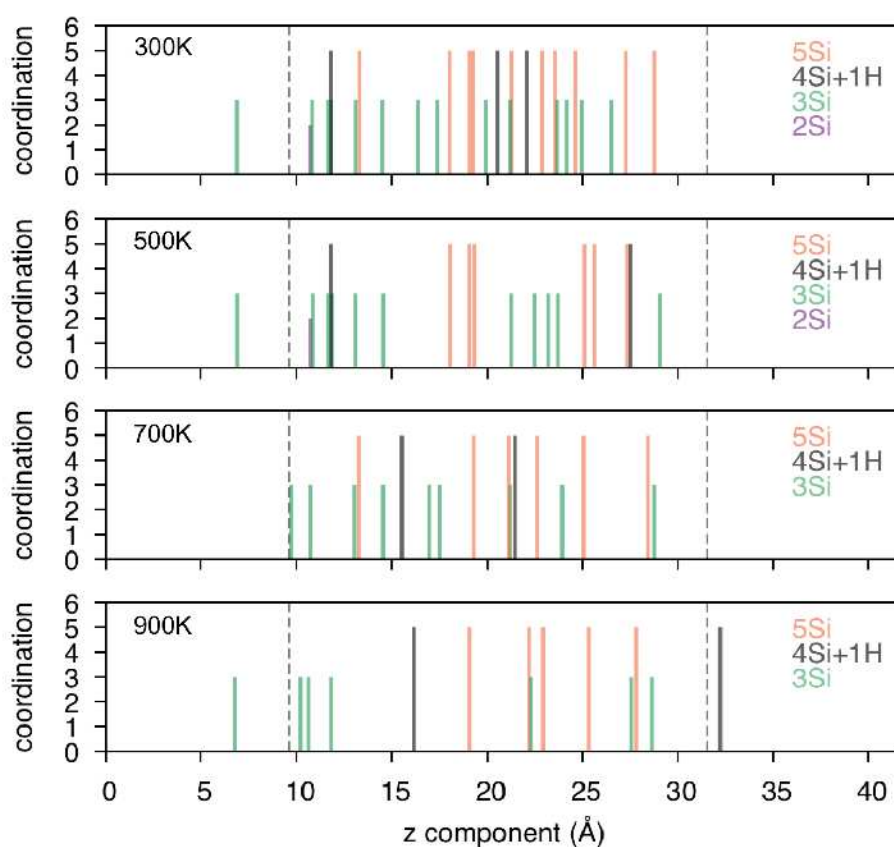 6
5
4
3
2
1
0
coordination
300K
5Si
4Si+1H
3Si
2Si
6
5
4
3
2
1
0
coordination
500K
5Si
4Si+1H
3Si
2Si
6
5
4
3
2
1
0
coordination
700K
5Si
4Si+1H
3Si
6
5
4
3
2
1
0
coordination
900K
5Si
4Si+1H
3Si
0 5 10 15 20 25 30 35 40
z component (Å)